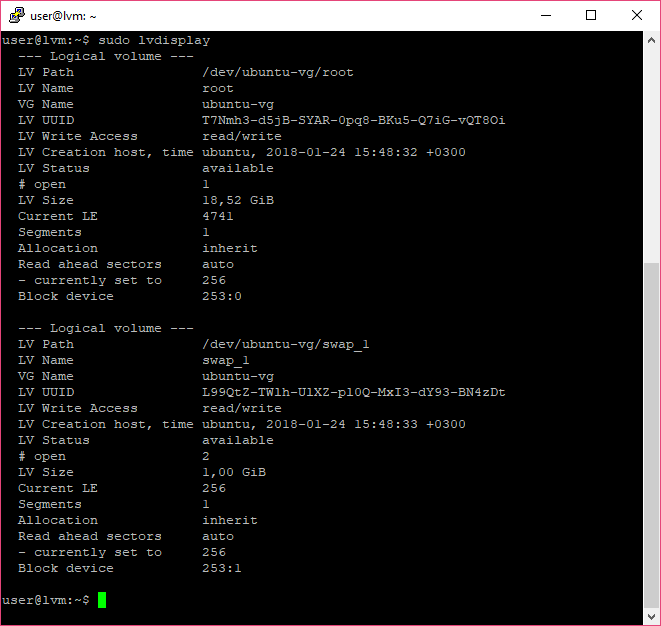 user@lvm: ~
user@lvm:~$ sudo lvdisplay
--- Logical volume ---
LV Path                /dev/ubuntu-vg/root
LV Name                root
VG Name                ubuntu-vg
LV UUID                T7Nmh3-d5jB-SYAR-0pq8-BKu5-Q7iG-vQT8Oi
LV Write Access        read/write
LV Creation host, time ubuntu, 2018-01-24 15:48:32 +0300
LV Status              available
# open                 1
LV Size                18,52 GiB
Current LE             4741
Segments               1
Allocation             inherit
Read ahead sectors     auto
- currently set to     256
Block device           253:0
--- Logical volume ---
LV Path                /dev/ubuntu-vg/swap_1
LV Name                swap_1
VG Name                ubuntu-vg
LV UUID                L99QtZ-TWlh-UlXZ-pl0Q-MxI3-dY93-BN4zDt
LV Write Access        read/write
LV Creation host, time ubuntu, 2018-01-24 15:48:33 +0300
LV Status              available
# open                 2
LV Size                1,00 GiB
Current LE             256
Segments               1
Allocation             inherit
Read ahead sectors     auto
- currently set to     256
Block device           253:1
user@lvm:~$